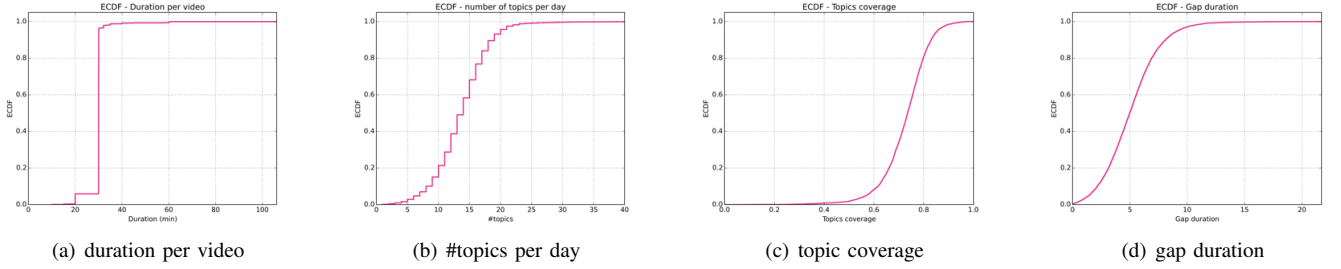 ECDF - Duration per video
ECDF
1.0
0.8
0.6
0.4
0.2
0.0
0 20 40 60 80 100
Duration (min)
(a) duration per video
ECDF - number of topics per day
ECDF
1.0
0.8
0.6
0.4
0.2
0.0
0 5 10 15 20 25 30 35 40
#topics
(b) #topics per day
ECDF - Topics coverage
ECDF
1.0
0.8
0.6
0.4
0.2
0.0
0.0 0.2 0.4 0.6 0.8 1.0
Topics coverage
(c) topic coverage
ECDF - Gap duration
ECDF
1.0
0.8
0.6
0.4
0.2
0.0
0 5 10 15 20
Gap duration
(d) gap duration